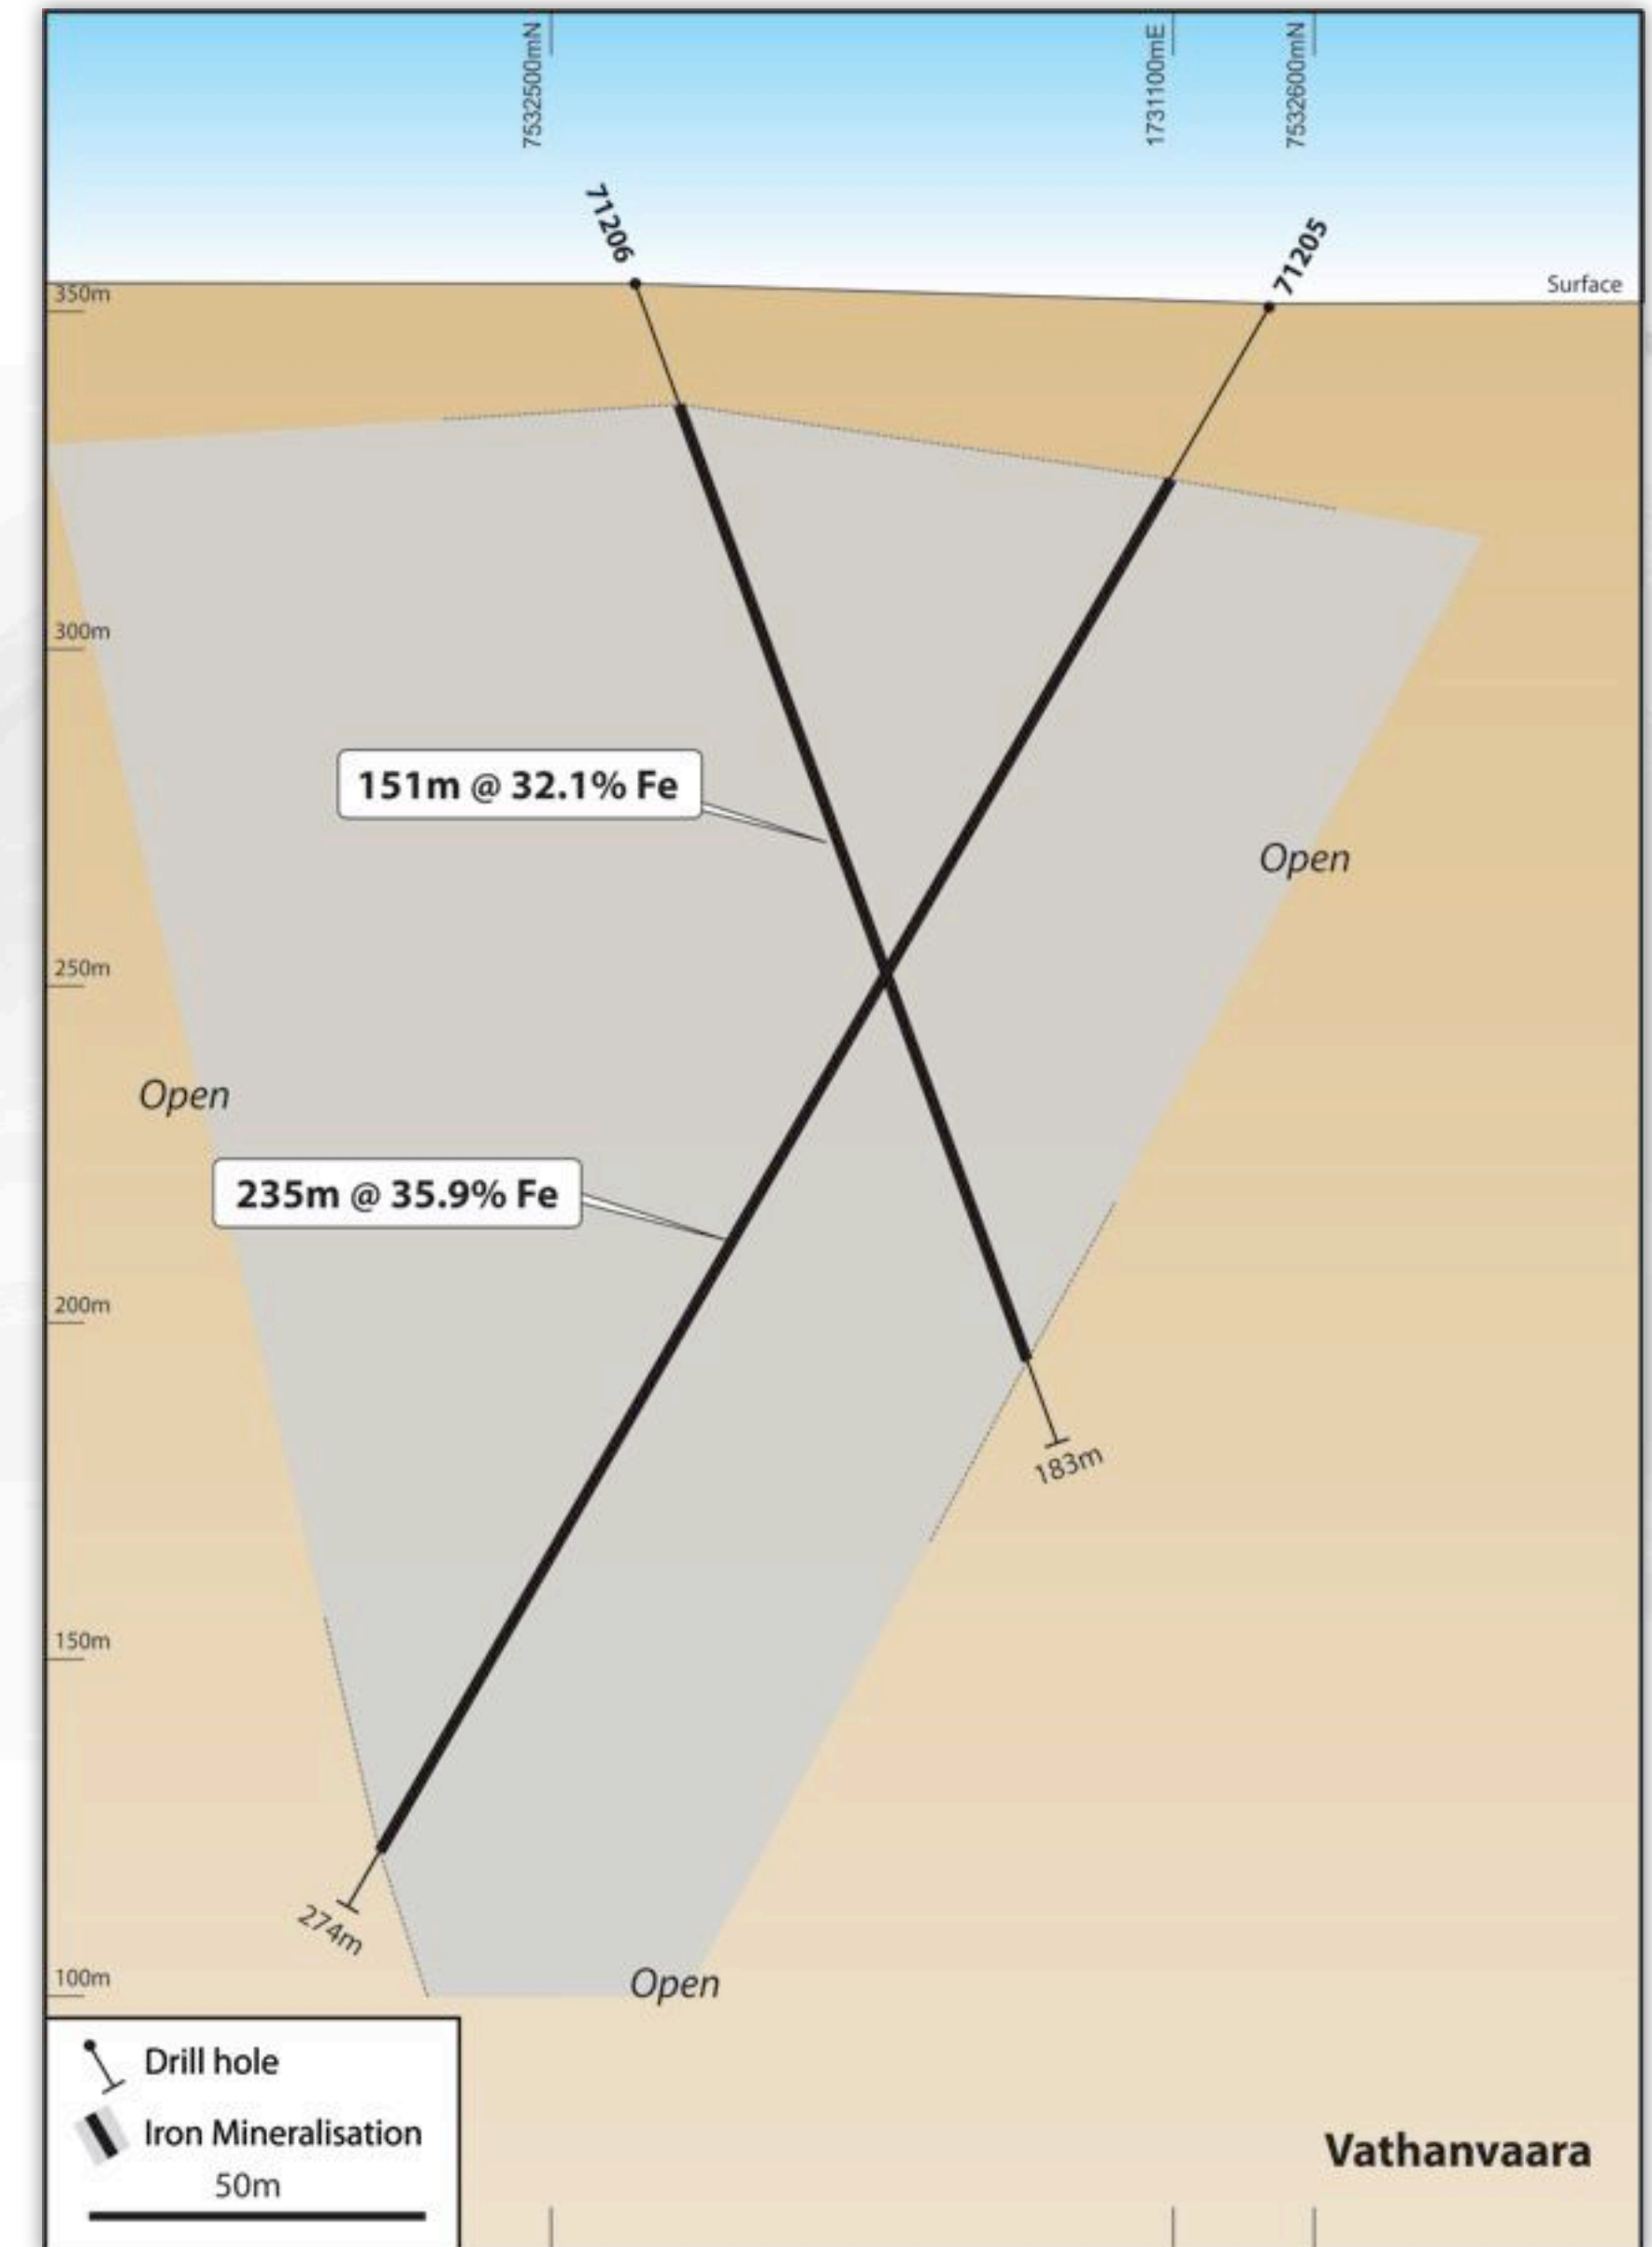 7532500mN
1731100mE
7532600mN
71206
71205
Surface
350m
300m
151m @ 32.1% Fe
Open
250m
Open
235m @ 35.9% Fe
200m
183m
150m
274m
100m
Open
Drill hole
Iron Mineralisation
50m
Vathanvaara